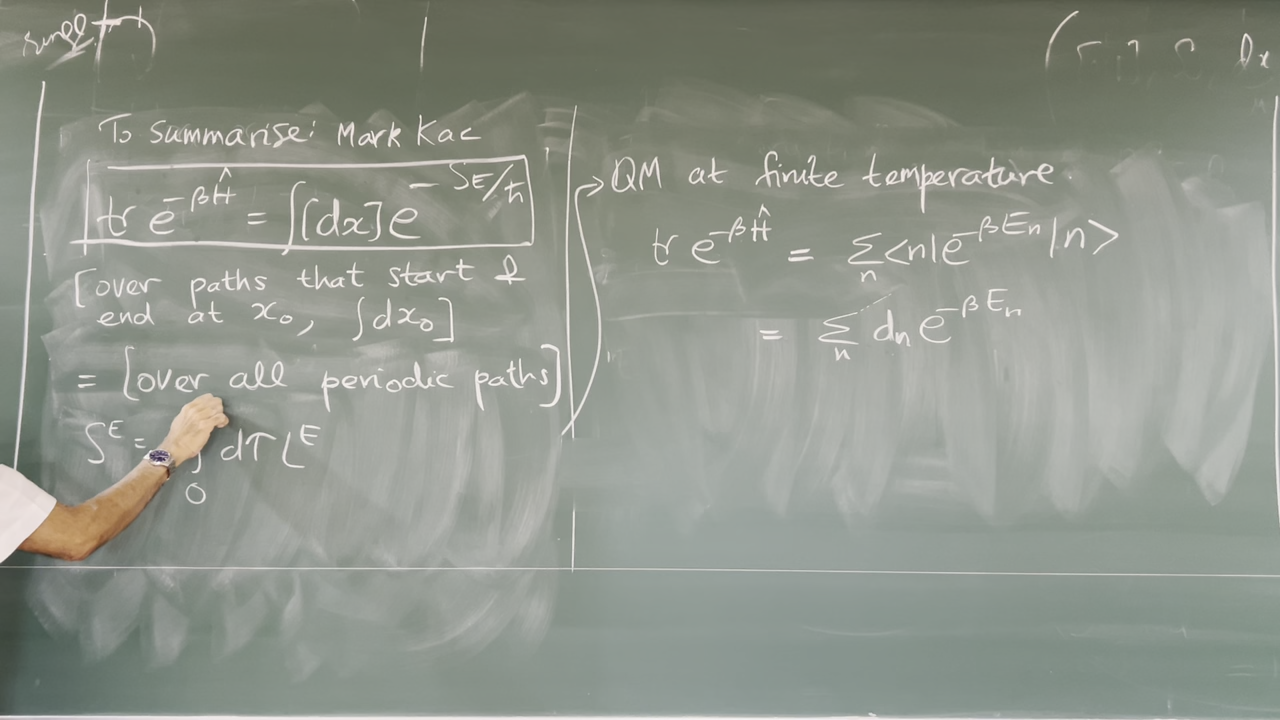 To Summarise: Mark Kac
tr e^{-βĤ} = ∫[dx] e^{-S_E/ħ}
[over paths that start &
end at x₀, ∫dx₀]
= [over all periodic paths]
S^E = ∫₀ dτ L^E
QM at finite temperature.
tr e^{-βĤ} = Σ_n <n|e^{-βE_n}|n>
= Σ_n d_n e^{-βE_n}